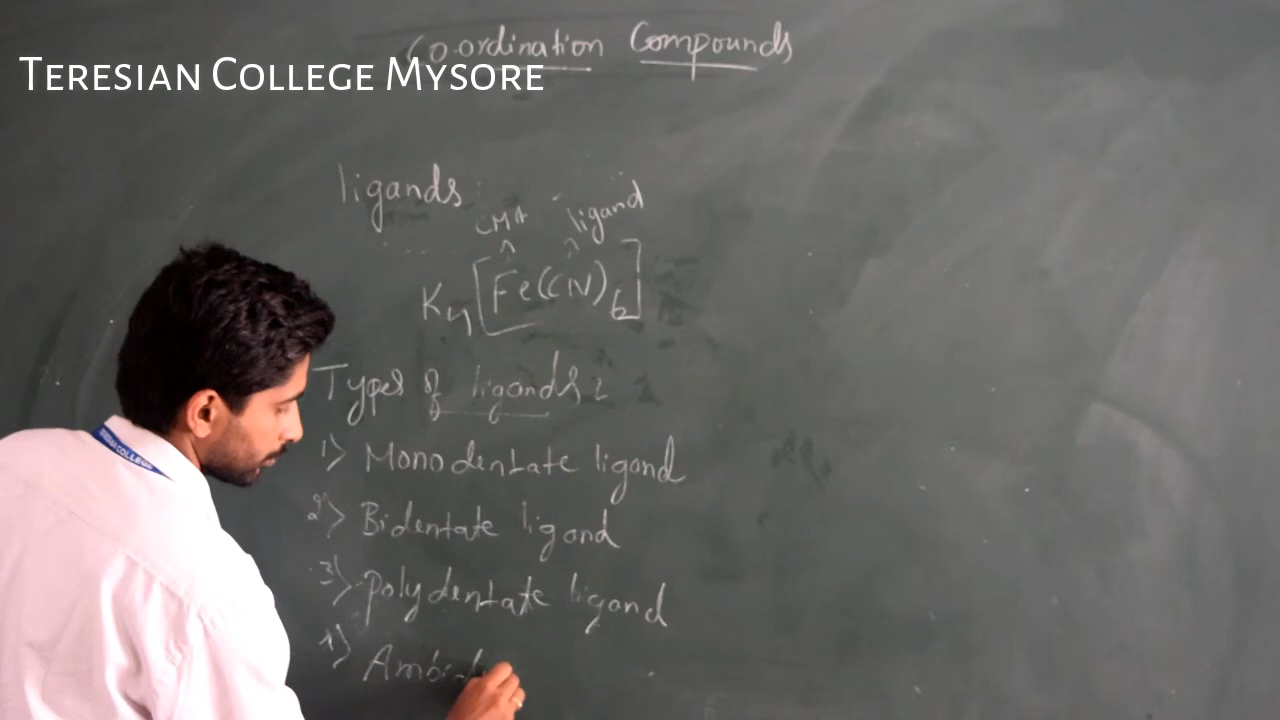 Co-ordination Compounds
TERESIAN COLLEGE MYSORE
ligands
CMA ligand
K4[Fe(CN)6]
Types of ligands:
1) Monodentate ligand
2) Bidentate ligand
3) Polydentate ligand
4) Ambid